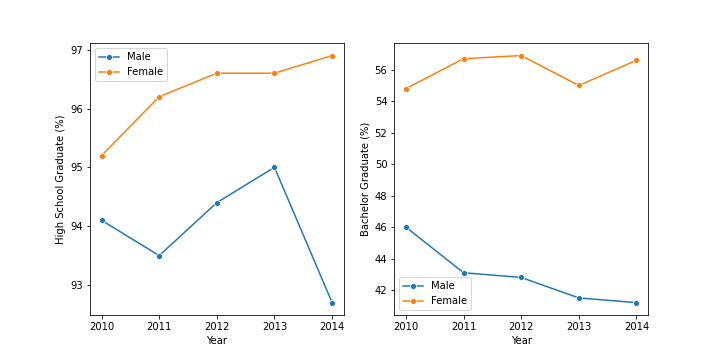 High School Graduate (%)
97
96
95
94
93
Male
Female
2010 2011 2012 2013 2014
Year
Bachelor Graduate (%)
56
54
52
50
48
46
44
42
Male
Female
2010 2011 2012 2013 2014
Year